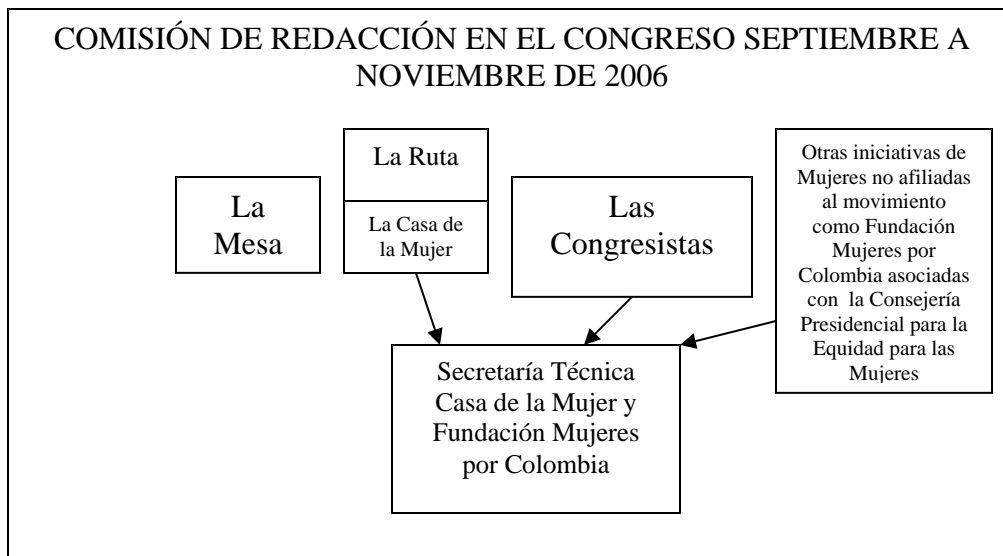 COMISIÓN DE REDACCIÓN EN EL CONGRESO SEPTIEMBRE A
NOVIEMBRE DE 2006
La
Mesa
La Ruta
La Casa de
la Mujer
Las
Congresistas
Otras iniciativas de
Mujeres no afiliadas
al movimiento
como Fundación
Mujeres por
Colombia asociadas
con la Consejería
Presidencial para la
Equidad para las
Mujeres
Secretaría Técnica
Casa de la Mujer y
Fundación Mujeres
por Colombia